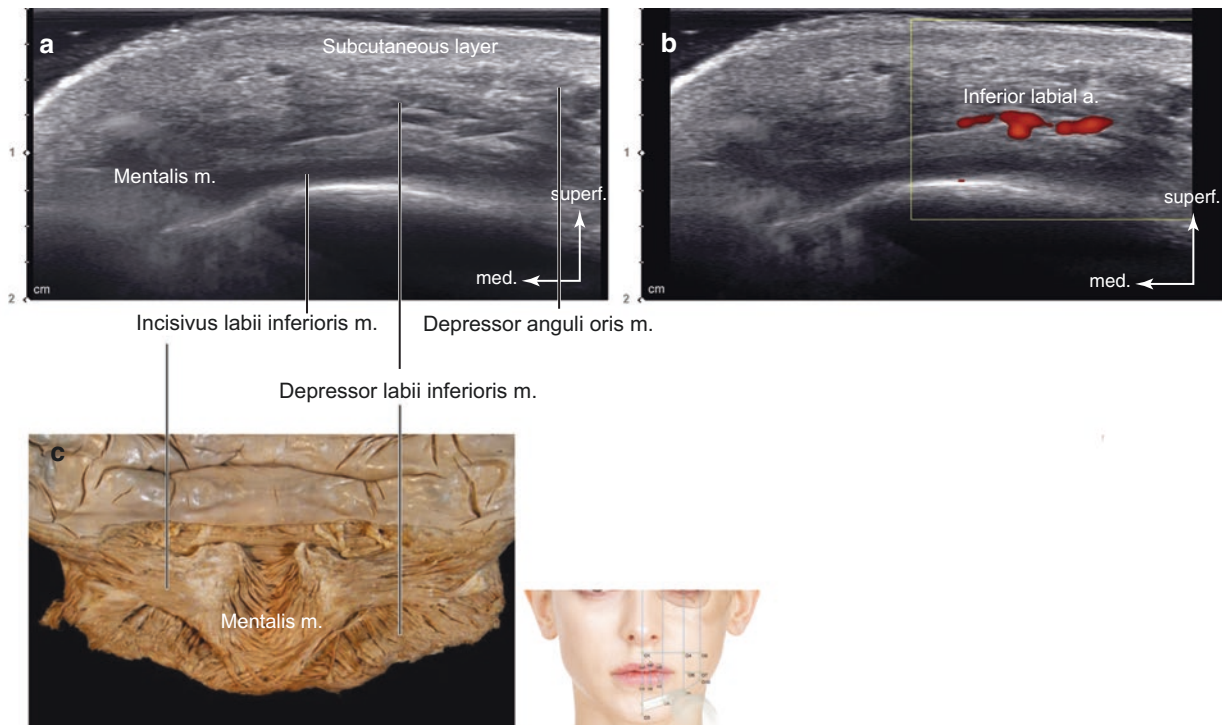 a
Subcutaneous layer
Mentalis m.
superf.
med.
1
2
cm
b
Inferior labial a.
superf.
med.
1
2
cm
Incisivus labii inferioris m.
Depressor anguli oris m.
Depressor labii inferioris m.
c
Mentalis m.